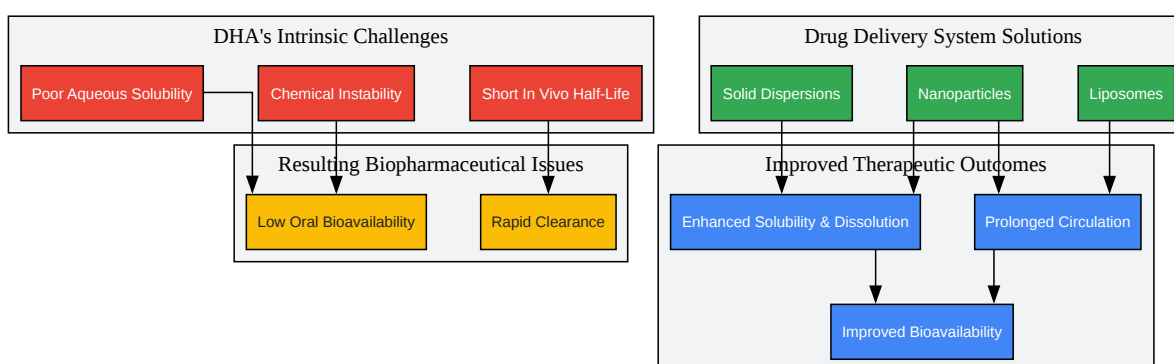 DHA's Intrinsic Challenges
Poor Aqueous Solubility
Chemical Instability
Short In Vivo Half-Life
Resulting Biopharmaceutical Issues
Low Oral Bioavailability
Rapid Clearance
Drug Delivery System Solutions
Solid Dispersions
Nanoparticles
Liposomes
Improved Therapeutic Outcomes
Enhanced Solubility & Dissolution
Prolonged Circulation
Improved Bioavailability